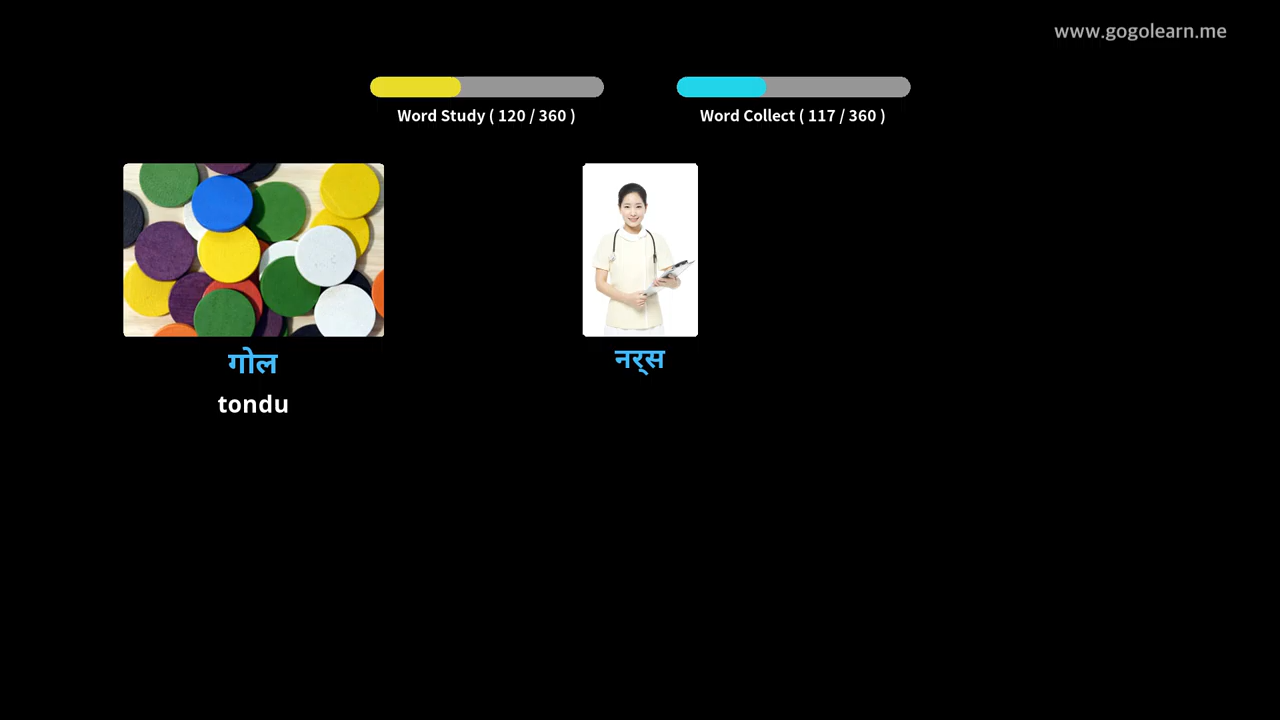 www.gogolearn.me
Word Study ( 120 / 360 )
Word Collect ( 117 / 360 )
गोल
tondu
नर्स